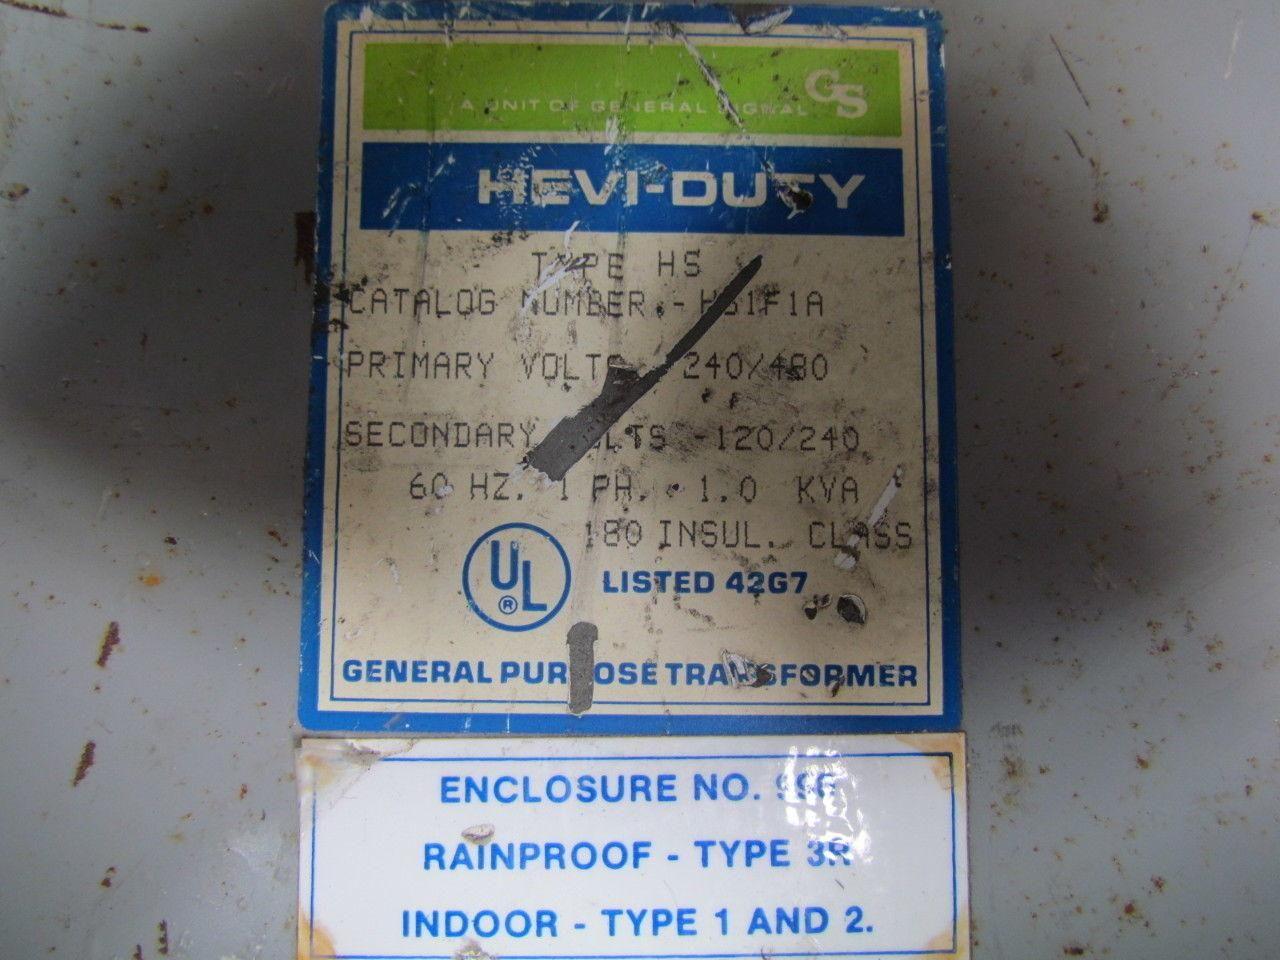 A UNIT OF GENERAL SIGNAL GS
HEVI-DUTY
TYPE HS
CATALOG NUMBER.- HS1F1A
PRIMARY VOLTS 240/480
SECONDARY VOLTS -120/240
60 HZ. 1 PH. 1.0 KVA
180 INSUL. CLASS
UL ®
LISTED 42G7
GENERAL PURPOSE TRANSFORMER
ENCLOSURE NO.
RAINPROOF - TYPE 3R
INDOOR - TYPE 1 AND 2.